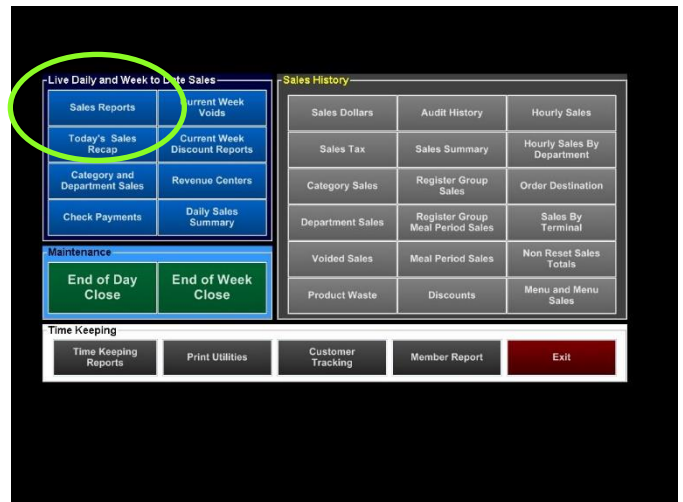 Live Daily and Week to Date Sales
Sales Reports
Current Week
Voids
Today's Sales
Recap
Current Week
Discount Reports
Category and
Department Sales
Revenue Centers
Check Payments
Daily Sales
Summary
Maintenance
End of Day
Close
End of Week
Close
Sales History
Sales Dollars
Audit History
Hourly Sales
Sales Tax
Sales Summary
Hourly Sales By
Department
Category Sales
Register Group
Sales
Order Destination
Department Sales
Register Group
Meal Period Sales
Sales By
Terminal
Voided Sales
Meal Period Sales
Non Reset Sales
Totals
Product Waste
Discounts
Menu and Menu
Sales
Time Keeping
Time Keeping
Reports
Print Utilities
Customer
Tracking
Member Report
Exit